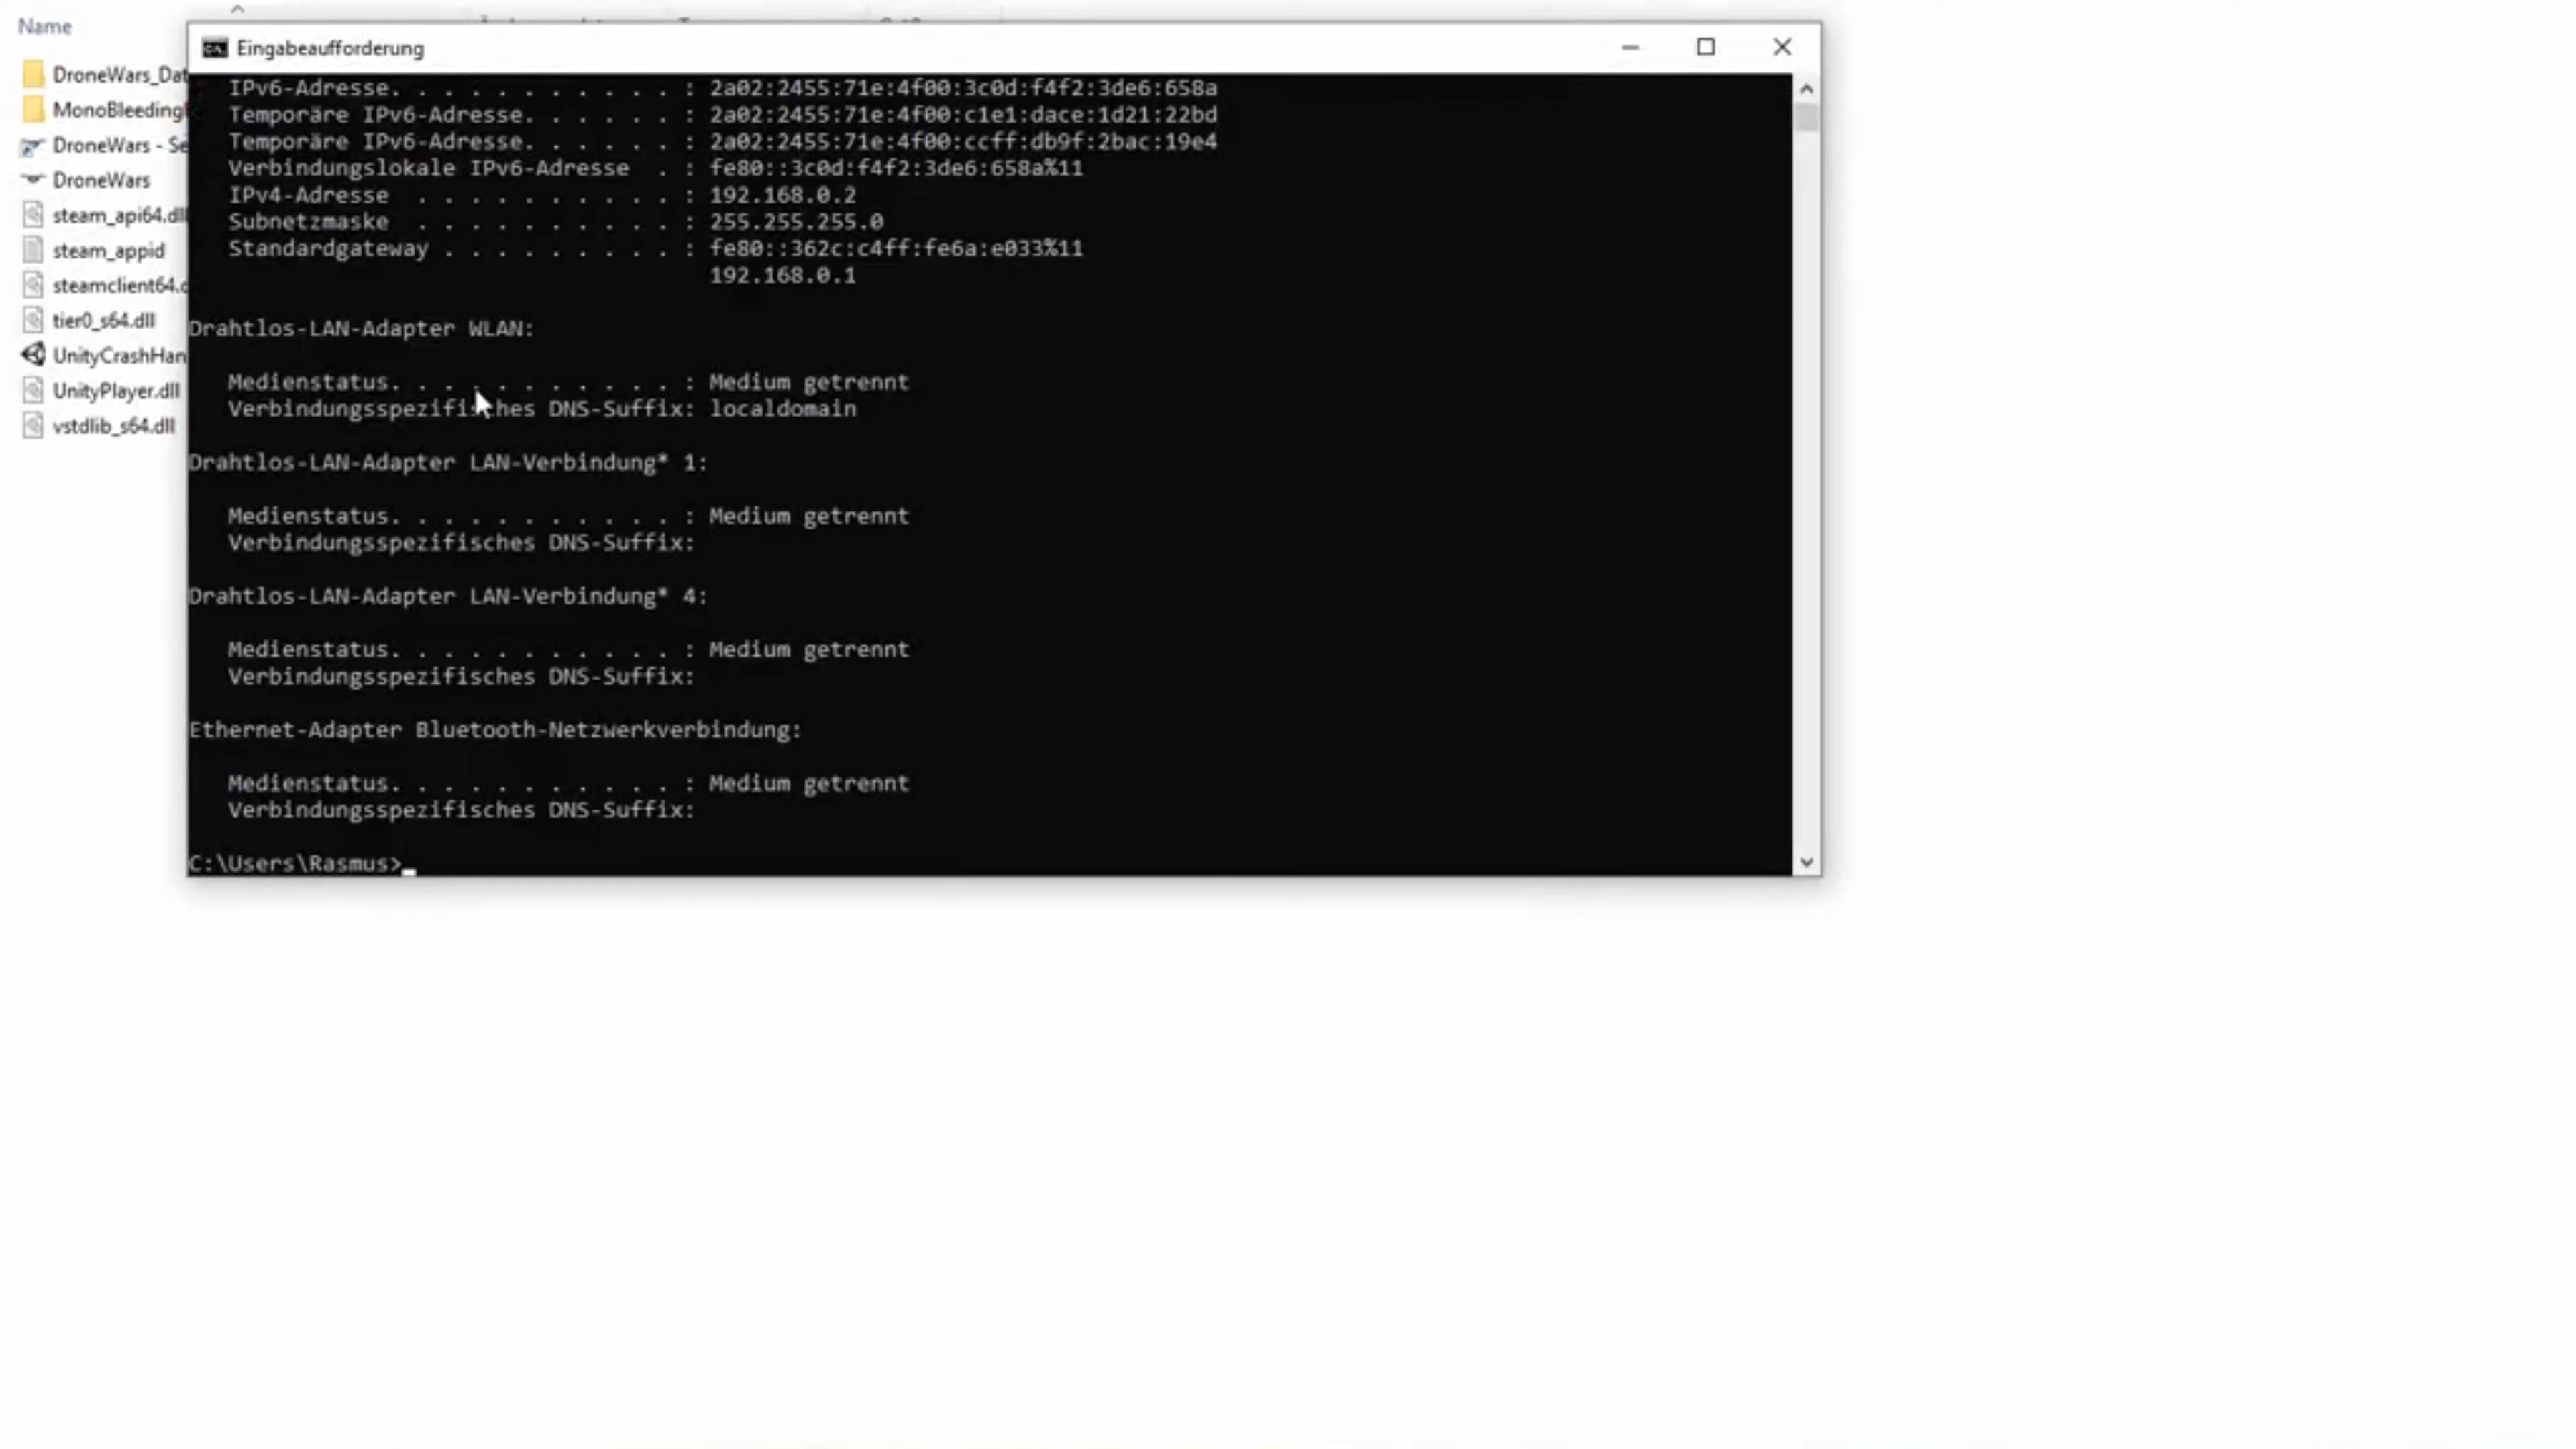 Name
Eingabeaufforderung
DroneWars_Dat
MonoBleeding
DroneWars - Se
DroneWars
steam_api64.dll
steam_appid
steamclient64.d
tier0_s64.dll
UnityCrashHan
UnityPlayer.dll
vstdlib_s64.dll
IPv6-Adresse. . . . . . . . . . . : 2a02:2455:71e:4f00:3c0d:f4f2:3de6:658a
Temporäre IPv6-Adresse. . . . . . : 2a02:2455:71e:4f00:c1e1:dace:1d21:22bd
Temporäre IPv6-Adresse. . . . . . : 2a02:2455:71e:4f00:ccff:db9f:2bac:19e4
Verbindungslokale IPv6-Adresse . : fe80::3c0d:f4f2:3de6:658a%11
IPv4-Adresse . . . . . . . . . . : 192.168.0.2
Subnetzmaske . . . . . . . . . . : 255.255.255.0
Standardgateway . . . . . . . . . : fe80::362c:c4ff:fe6a:e033%11
192.168.0.1
Drahtlos-LAN-Adapter WLAN:
Medienstatus. . . . . . . . . . . : Medium getrennt
Verbindungsspezifisches DNS-Suffix: localdomain
Drahtlos-LAN-Adapter LAN-Verbindung* 1:
Medienstatus. . . . . . . . . . . : Medium getrennt
Verbindungsspezifisches DNS-Suffix:
Drahtlos-LAN-Adapter LAN-Verbindung* 4:
Medienstatus. . . . . . . . . . . : Medium getrennt
Verbindungsspezifisches DNS-Suffix:
Ethernet-Adapter Bluetooth-Netzwerkverbindung:
Medienstatus. . . . . . . . . . . : Medium getrennt
Verbindungsspezifisches DNS-Suffix:
C:\Users\Rasmus>